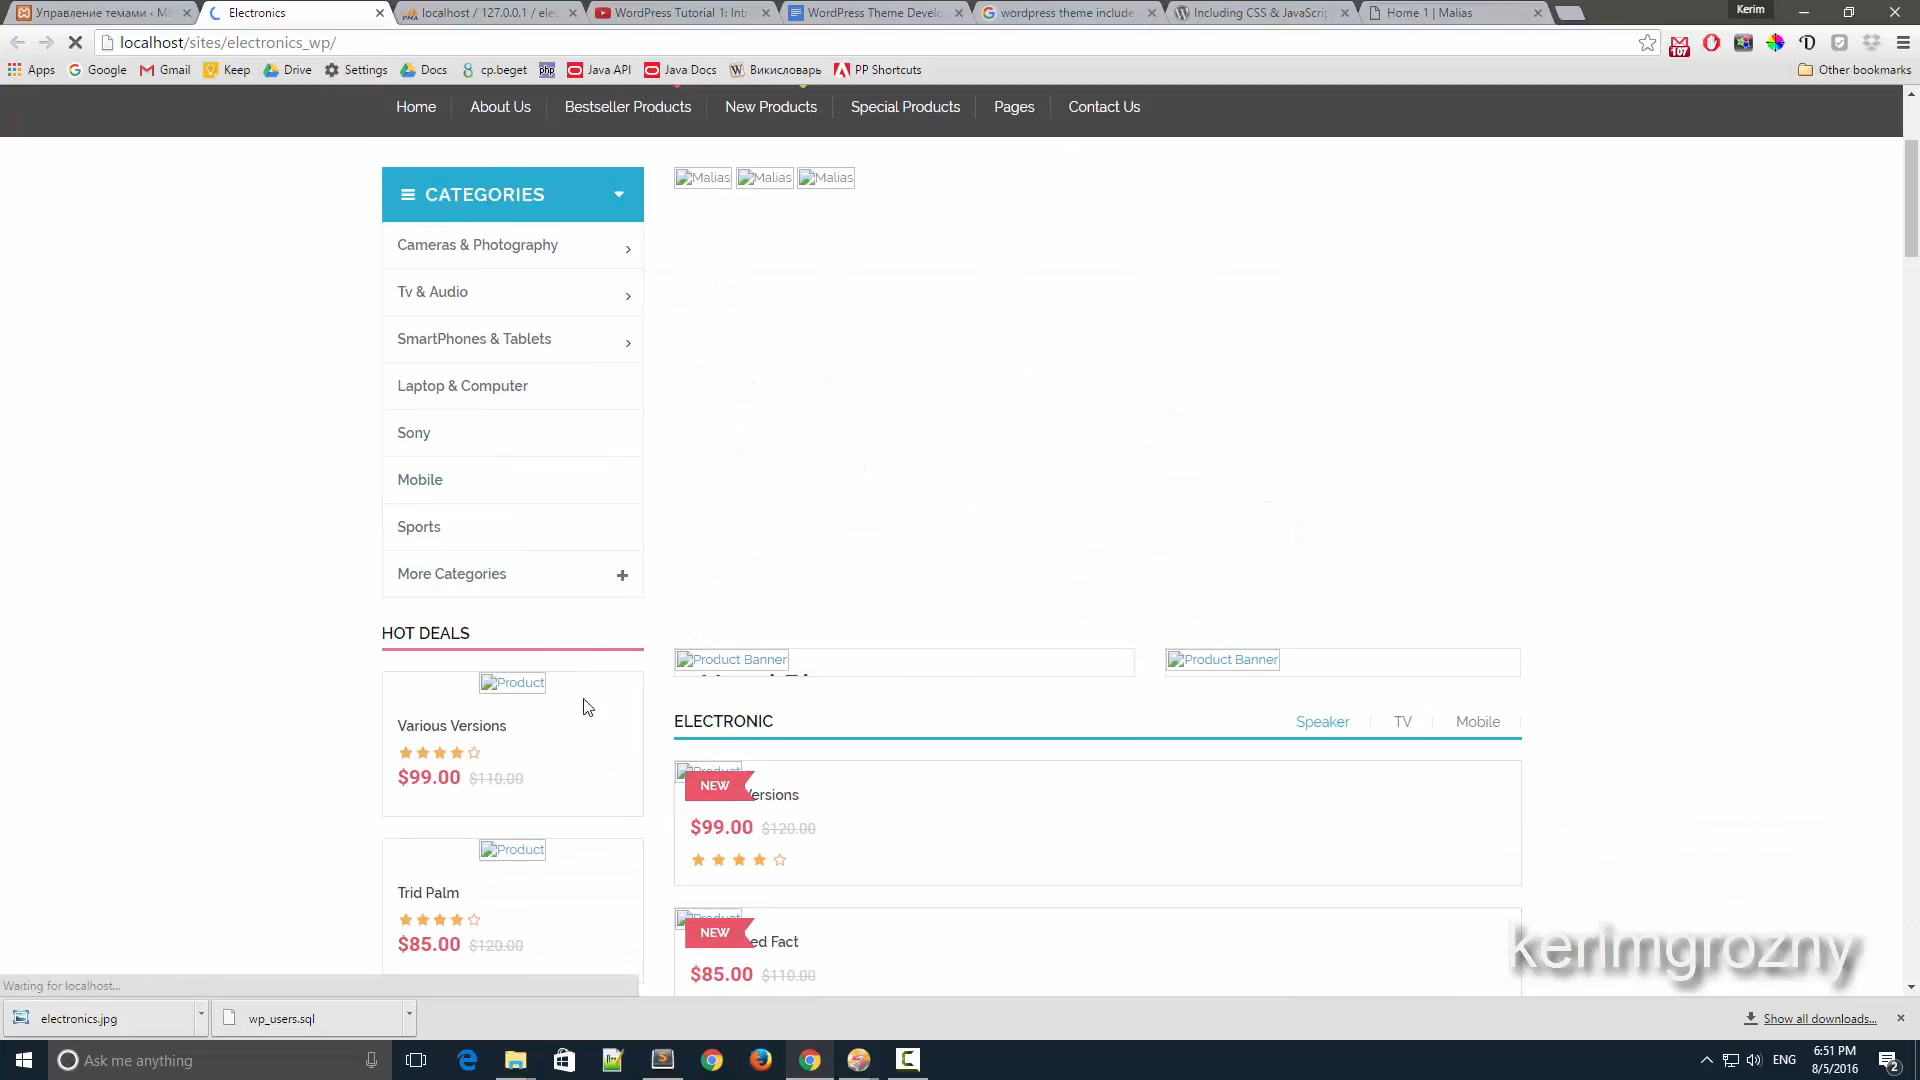 Управление темами ‹ Ma
Electronics
localhost / 127.0.0.1 / ele
WordPress Tutorial 1: Int
WordPress Theme Develo
wordpress theme include
Including CSS & JavaScrip
Home 1 | Malias
Kerim
localhost/sites/electronics_wp/
107
Apps
Google
Gmail
Keep
Drive
Settings
Docs
cp.beget
php
Java API
Java Docs
Викисловарь
PP Shortcuts
Other bookmarks
Home
About Us
Bestseller Products
New Products
Special Products
Pages
Contact Us
CATEGORIES
Cameras & Photography
Tv & Audio
SmartPhones & Tablets
Laptop & Computer
Sony
Mobile
Sports
More Categories
Malias Malias Malias
HOT DEALS
Product
Various Versions
$99.00 $110.00
Product
Trid Palm
$85.00 $120.00
Product Banner
Product Banner
ELECTRONIC
Speaker
TV
Mobile
Product
NEW
ersions
$99.00 $120.00
Product
NEW
ed Fact
$85.00 $110.00
kerimgrozny
Waiting for localhost...
electronics.jpg
wp_users.sql
Show all downloads...
Ask me anything
ENG
6:51 PM
8/5/2016
2